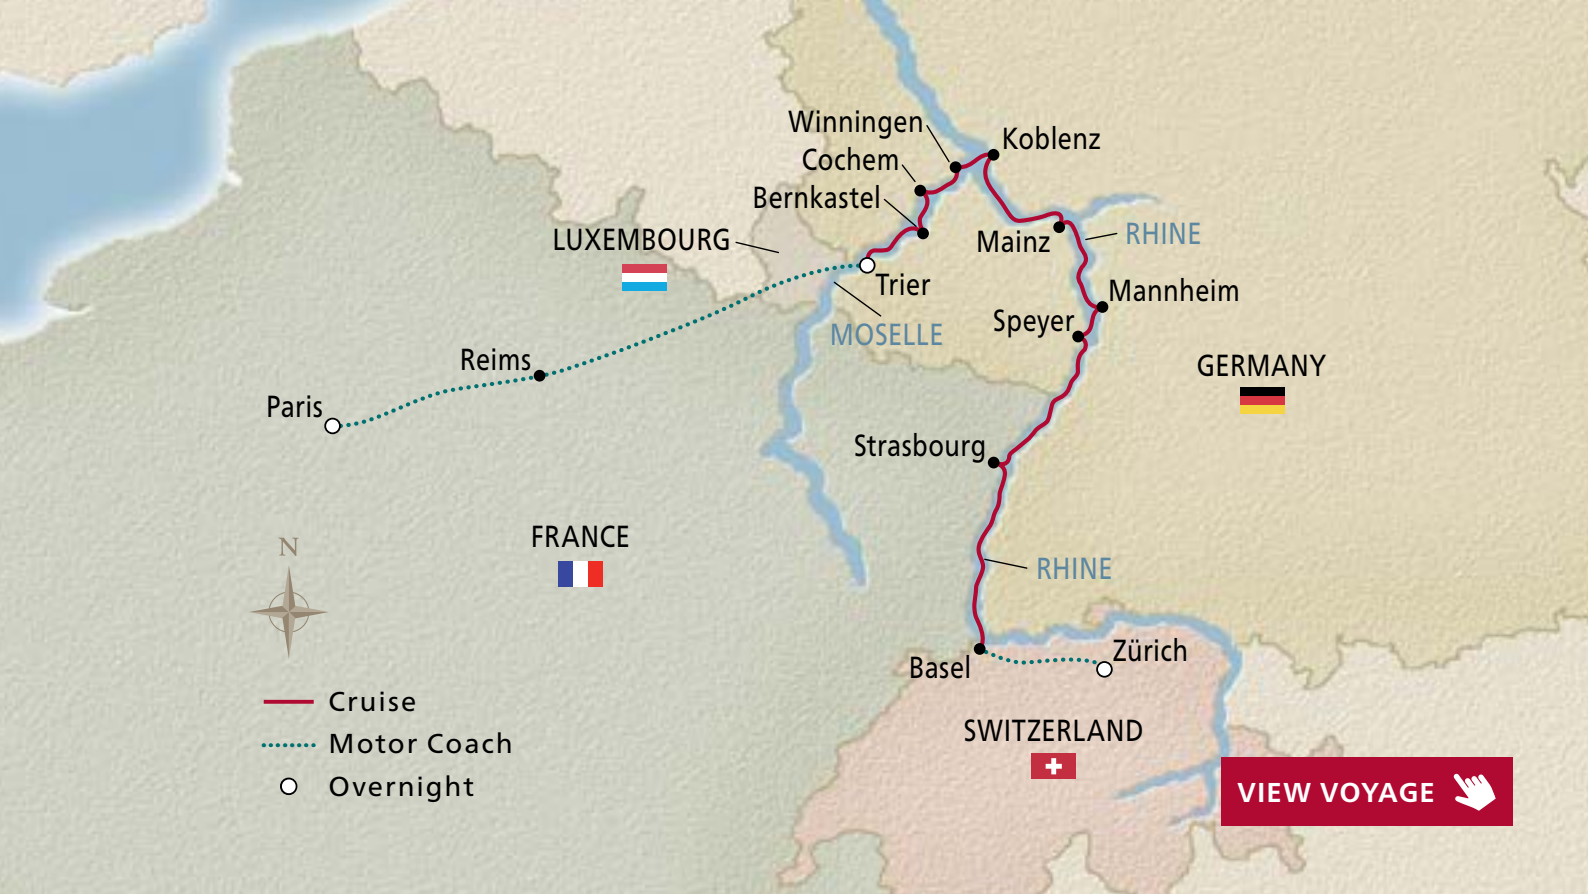 Winningen
Koblenz
Cochem
Bernkastel
LUXEMBOURG
Mainz
RHINE
Trier
Mannheim
MOSELLE
Speyer
Reims
GERMANY
Paris
Strasbourg
FRANCE
N
RHINE
Basel
Zürich
Cruise
SWITZERLAND
Motor Coach
Overnight
VIEW VOYAGE